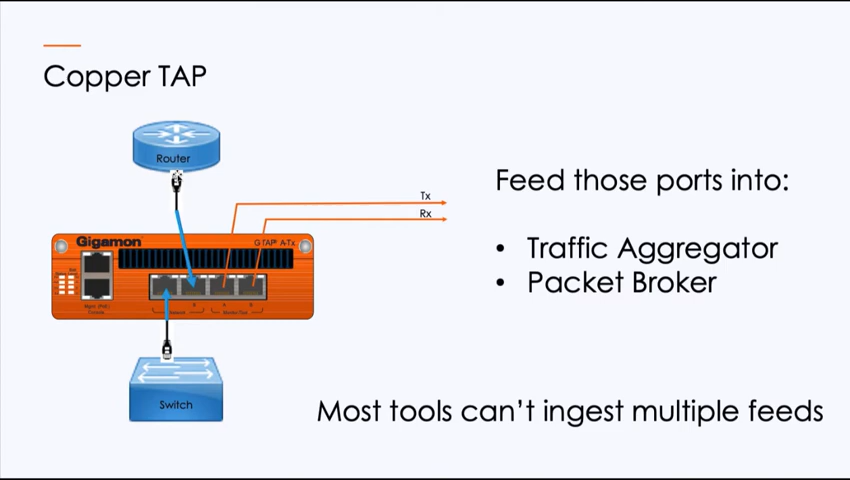 Copper TAP
Router
Tx
Rx
Gigamon
G-TAP A-Tx
Feed those ports into:
• Traffic Aggregator
• Packet Broker
Switch
Most tools can't ingest multiple feeds